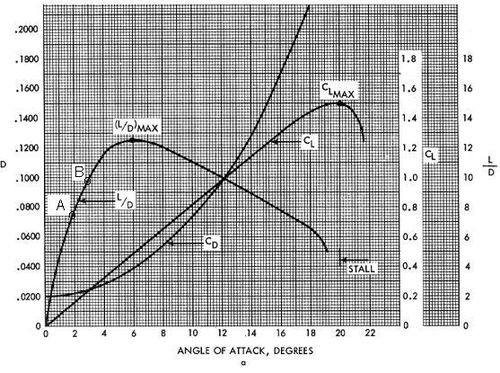 .2000
.1800
.1600
.1400
.1200
D .1000
.0800
.0600
.0400
.0200
0
1.8
1.5
1.2
1.0
0.8
0.6
0.4
0.2
0
CL
18
16
14
12
10
8
6
4
2
0
L/D
(L/D)MAX
CLMAX
CL
B
A
L/D
CD
STALL
0 2 4 6 8 10 12 14 16 18 20 22
ANGLE OF ATTACK, DEGREES
a